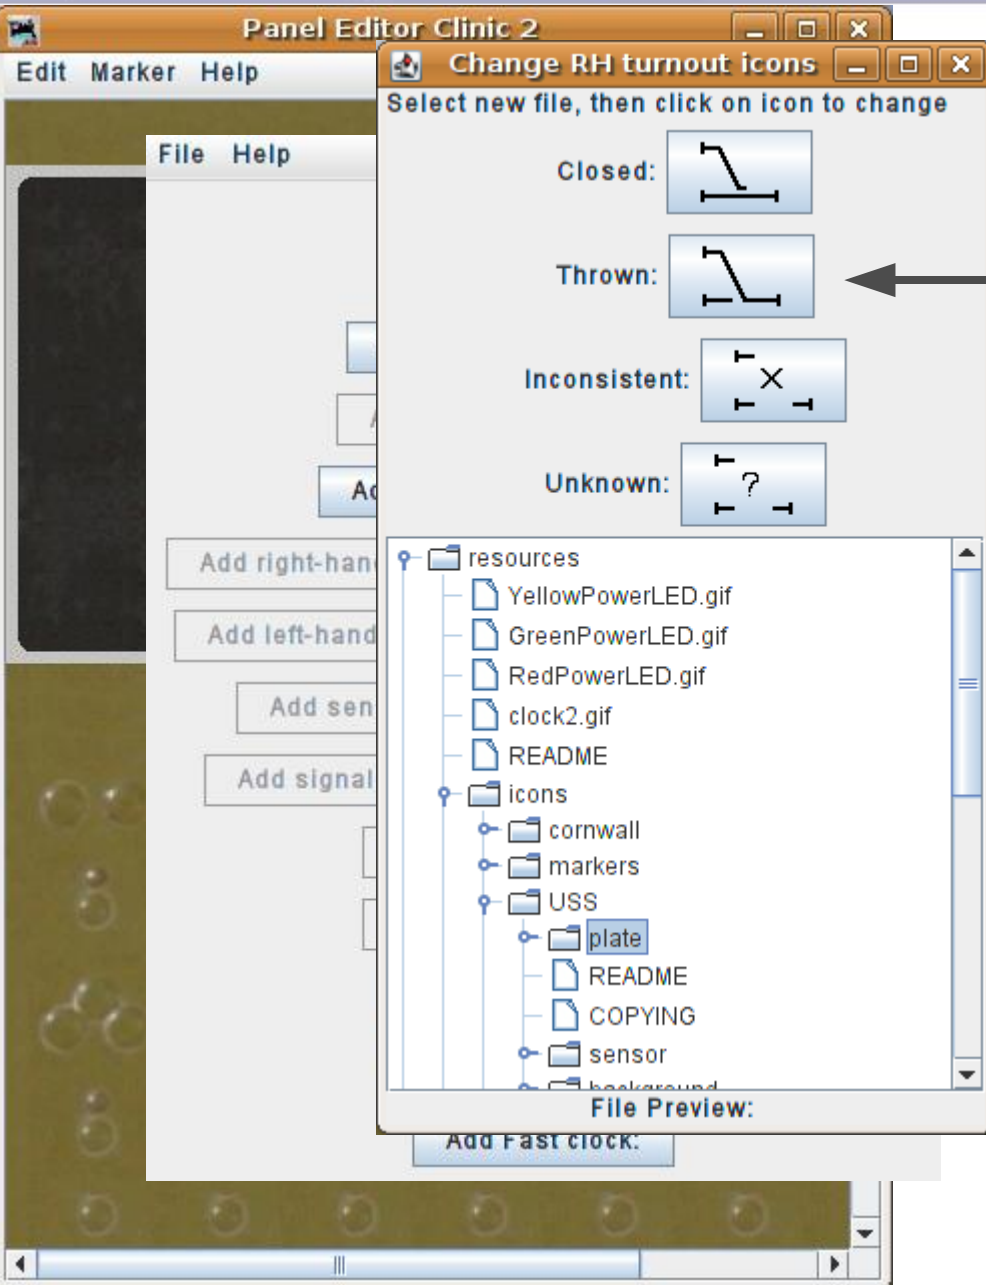 Panel Editor Clinic 2
Edit Marker Help
Change RH turnout icons
Select new file, then click on icon to change
File Help
Closed:
Thrown:
Inconsistent:
?
Unknown:
Add right-han
Add left-hand
Add sen
Add signal
resources
YellowPowerLED.gif
GreenPowerLED.gif
RedPowerLED.gif
clock2.gif
README
icons
cornwall
markers
USS
plate
README
COPYING
sensor
background
File Preview:
Add Fast clock: